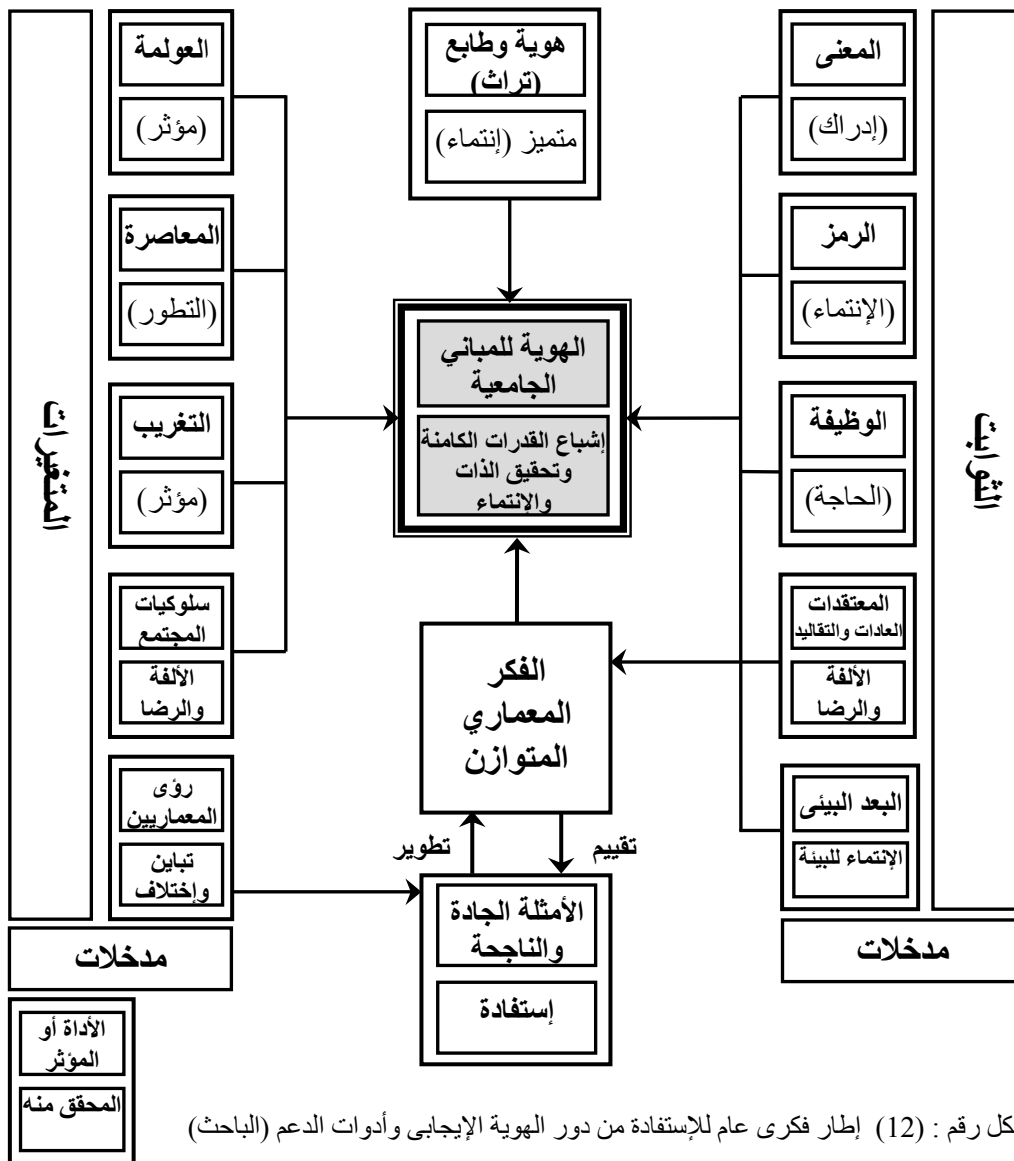 الثوابت
المعنى
(إدراك)
الرمز
(الإنتماء)
الوظيفة
(الحاجة)
المعتقدات
العادات والتقاليد
الألفة
والرضا
البعد البيئى
الإنتماء للبيئة
مدخلات
هوية وطابع
(تراث)
متميز (إنتماء)
الهوية للمباني
الجامعية
إشباع القدرات الكامنة
وتحقيق الذات
والإنتماء
الفكر
المعماري
المتوازن
تقييم
تطوير
الأمثلة الجادة
والناجحة
إستفادة
العولمة
(مؤثر)
المعاصرة
(التطور)
التغريب
(مؤثر)
سلوكيات
المجتمع
الألفة
والرضا
رؤى
المعماريين
تباين
وإختلاف
المتغيرات
مدخلات
الأداة أو
المؤثر
المحقق منه
كل رقم : (12) إطار فكرى عام للإستفادة من دور الهوية الإيجابى وأدوات الدعم (الباحث)